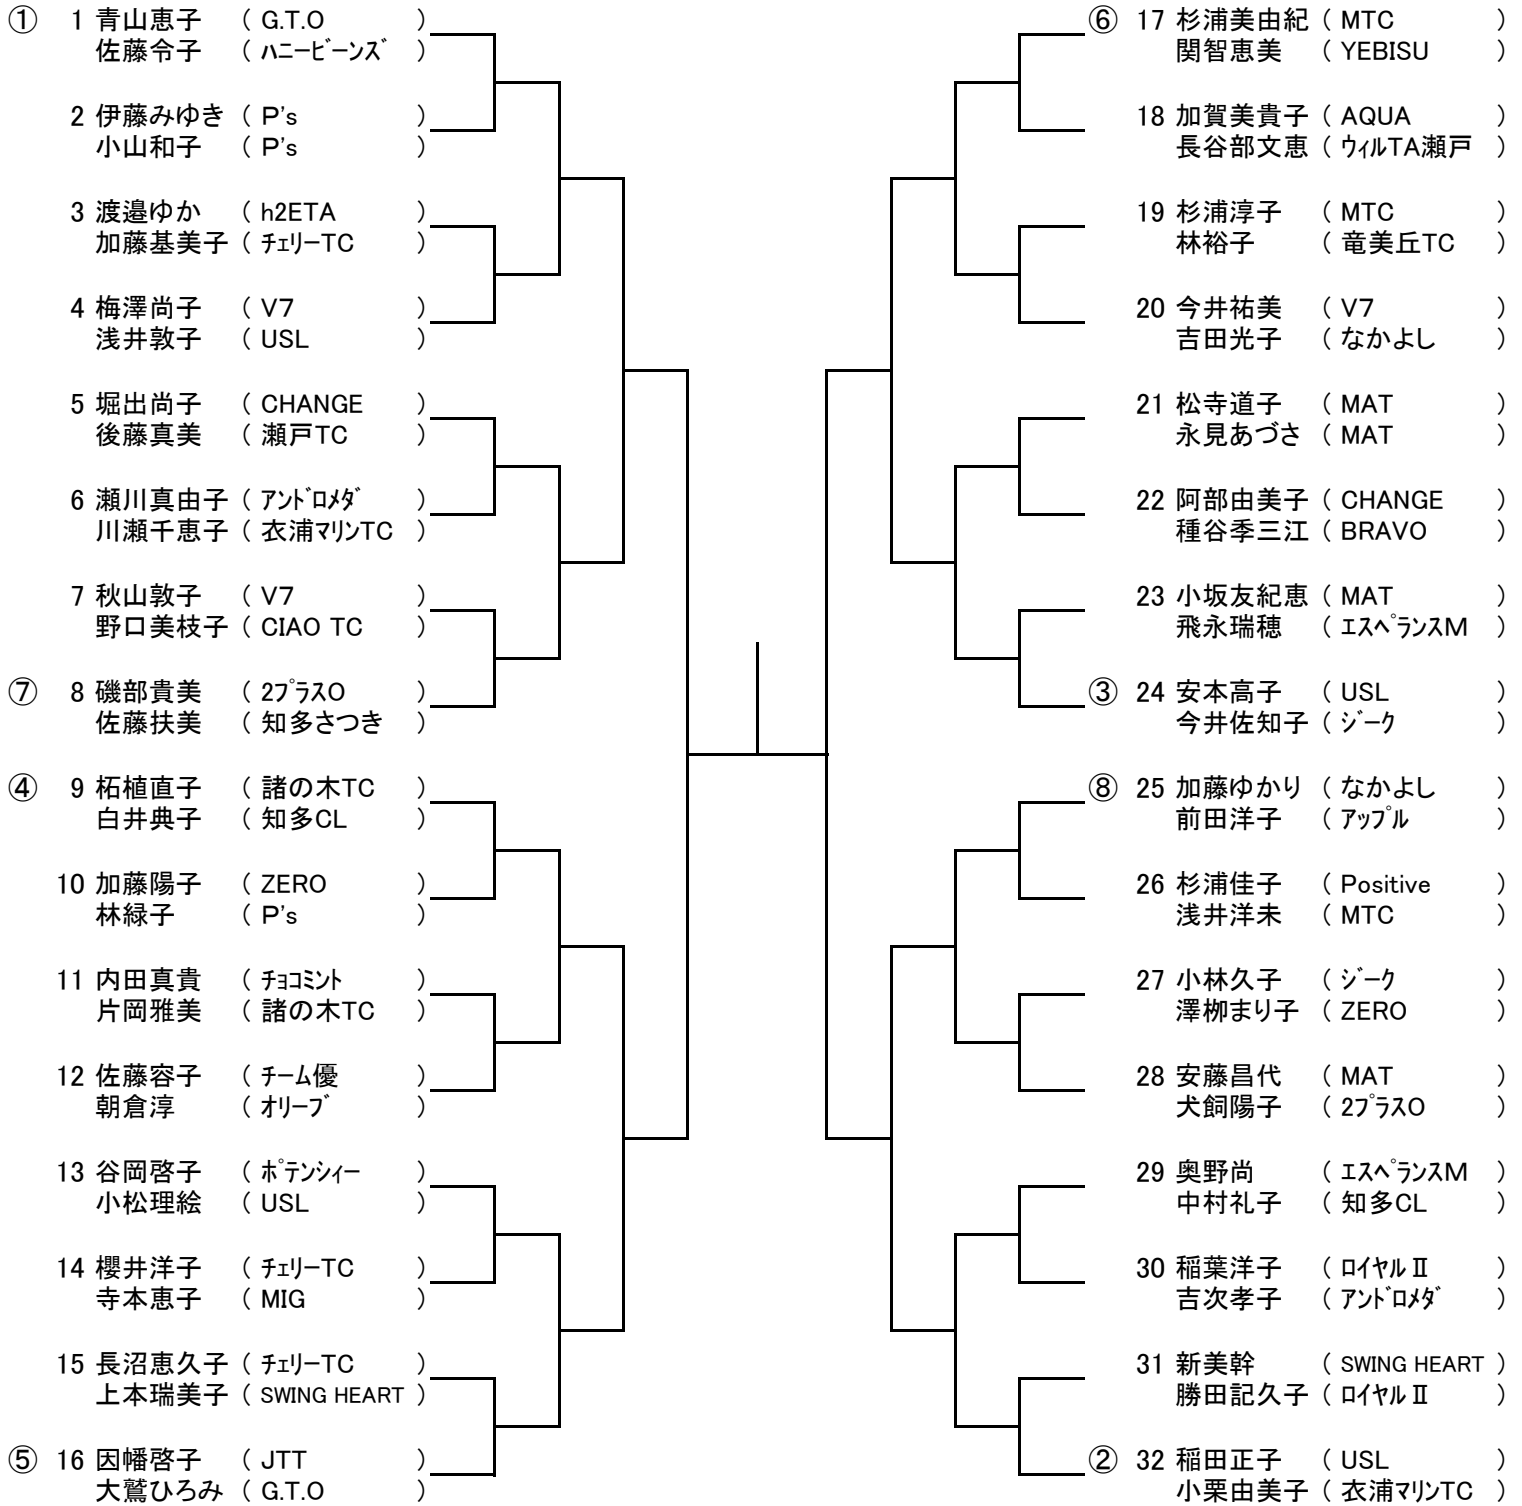 ① 1 青山恵子 ( G.T.O )
佐藤令子 ( ﾊﾆｰﾋﾞｰﾝｽﾞ )
2 伊藤みゆき ( P's )
小山和子 ( P's )
3 渡邉ゆか ( h2ETA )
加藤基美子 ( ﾁｪﾘｰTC )
4 梅澤尚子 ( V7 )
浅井敦子 ( USL )
5 堀出尚子 ( CHANGE )
後藤真美 ( 瀬戸TC )
6 瀬川真由子 ( ｱﾝﾄﾞﾛﾒﾀﾞ )
川瀬千恵子 ( 衣浦ﾏﾘﾝTC )
7 秋山敦子 ( V7 )
野口美枝子 ( CIAO TC )
⑦ 8 磯部貴美 ( 2ﾌﾟﾗｽO )
佐藤扶美 ( 知多さつき )
④ 9 柘植直子 ( 諸の木TC )
白井典子 ( 知多CL )
10 加藤陽子 ( ZERO )
林緑子 ( P's )
11 内田真貴 ( ﾁｮｺﾐﾝﾄ )
片岡雅美 ( 諸の木TC )
12 佐藤容子 ( ﾁｰﾑ優 )
朝倉淳 ( ｵﾘｰﾌﾞ )
13 谷岡啓子 ( ﾎﾟﾃﾝｼｨｰ )
小松理絵 ( USL )
14 櫻井洋子 ( ﾁｪﾘｰTC )
寺本恵子 ( MIG )
15 長沼恵久子 ( ﾁｪﾘｰTC )
上本瑞美子 ( SWING HEART )
⑤ 16 因幡啓子 ( JTT )
大鷲ひろみ ( G.T.O )
⑥ 17 杉浦美由紀 ( MTC )
関智恵美 ( YEBISU )
18 加賀美貴子 ( AQUA )
長谷部文恵 ( ｳｨﾙTA瀬戸 )
19 杉浦淳子 ( MTC )
林裕子 ( 竜美丘TC )
20 今井祐美 ( V7 )
吉田光子 ( なかよし )
21 松寺道子 ( MAT )
永見あづさ ( MAT )
22 阿部由美子 ( CHANGE )
種谷季三江 ( BRAVO )
23 小坂友紀恵 ( MAT )
飛永瑞穂 ( ｴｽﾍﾟﾗﾝｽM )
③ 24 安本高子 ( USL )
今井佐知子 ( ｼﾞｰｸ )
⑧ 25 加藤ゆかり ( なかよし )
前田洋子 ( ｱｯﾌﾟﾙ )
26 杉浦佳子 ( Positive )
浅井洋未 ( MTC )
27 小林久子 ( ｼﾞｰｸ )
澤栁まり子 ( ZERO )
28 安藤昌代 ( MAT )
犬飼陽子 ( 2ﾌﾟﾗｽO )
29 奥野尚 ( ｴｽﾍﾟﾗﾝｽM )
中村礼子 ( 知多CL )
30 稲葉洋子 ( ﾛｲﾔﾙⅡ )
吉次孝子 ( ｱﾝﾄﾞﾛﾒﾀﾞ )
31 新美幹 ( SWING HEART )
勝田記久子 ( ﾛｲﾔﾙⅡ )
② 32 稲田正子 ( USL )
小栗由美子 ( 衣浦ﾏﾘﾝTC )